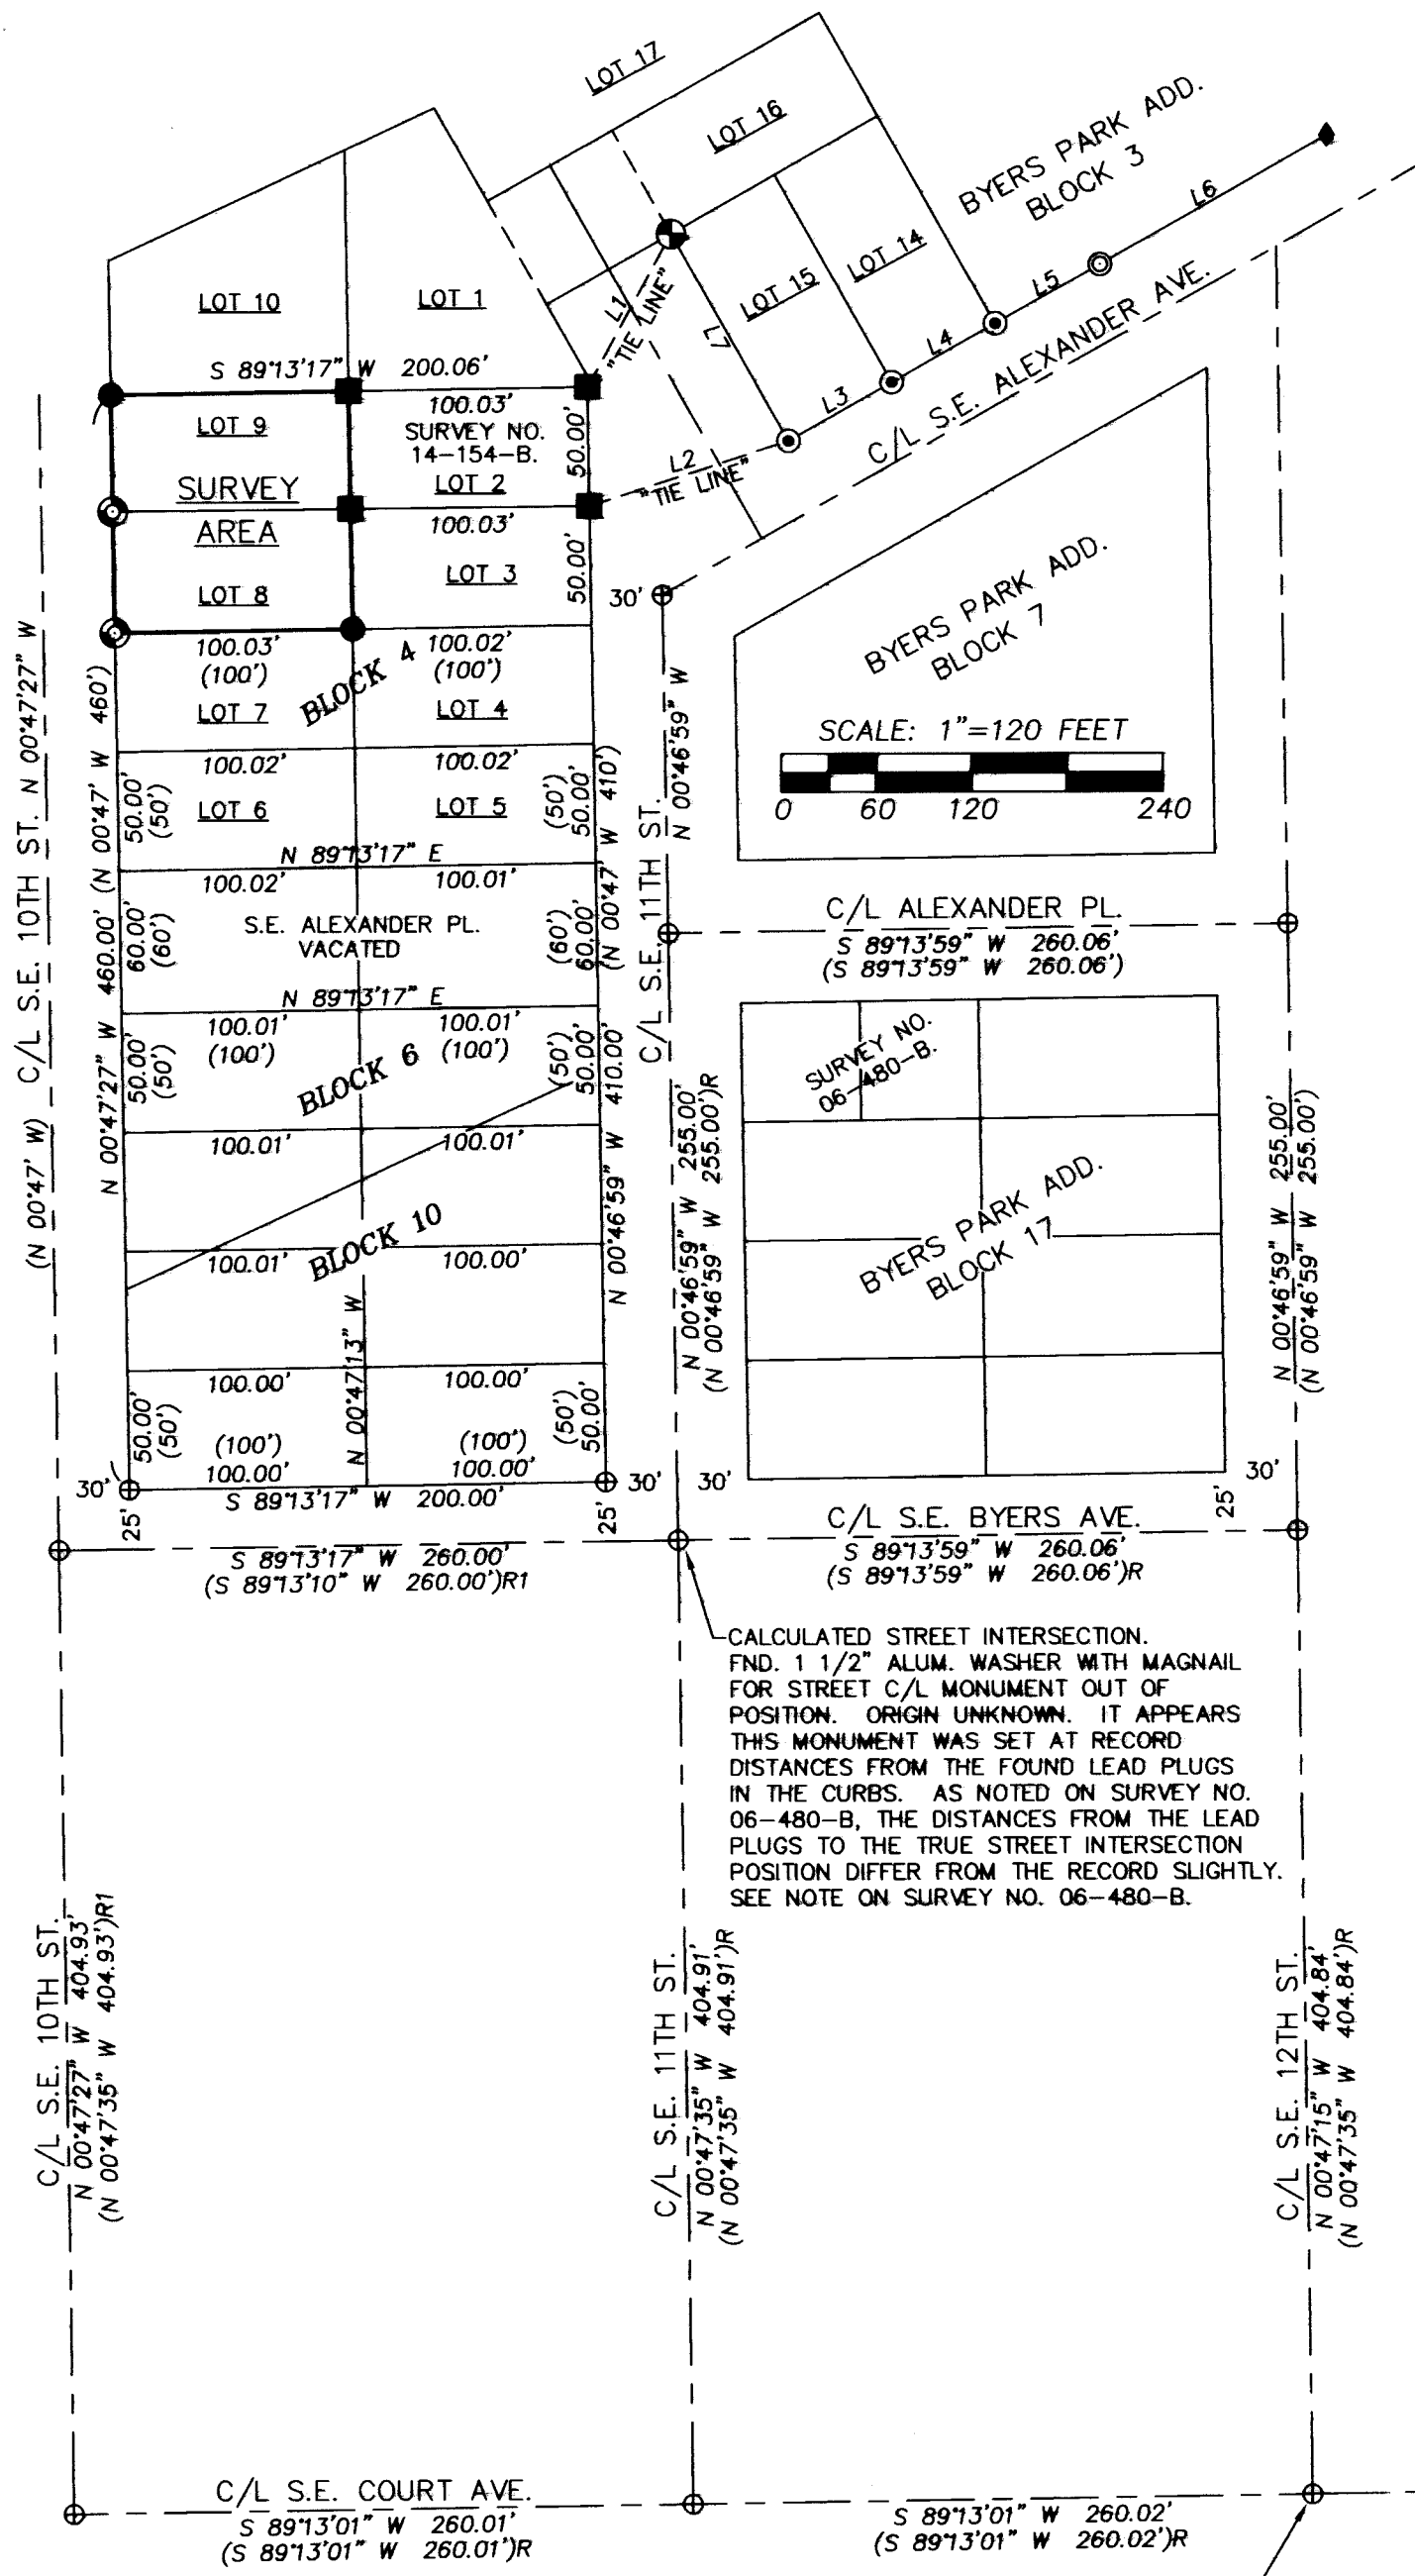 LOT 17
LOT 16
BYERS PARK ADD.
BLOCK 3
L6
LOT 10
LOT 1
L1
"TIE LINE"
LOT 15
LOT 14
L5
L7
L4
L3
C/L S.E. ALEXANDER AVE.
S 89°13'17" W 200.06'
100.03'
LOT 9
SURVEY NO.
14-154-B.
50.00'
L2
"TIE LINE"
SURVEY
AREA
LOT 2
100.03'
LOT 8
LOT 3
50.00'
30'
100.03'
(100')
100.02'
(100')
BLOCK 4
LOT 7
LOT 4
BYERS PARK ADD.
BLOCK 7
N 00°46'59" W
SCALE: 1"=120 FEET
0 60 120 240
100.02'
100.02'
LOT 6
LOT 5
50.00'
(50')
(50')
50.00'
N 89°13'17" E
100.02'
100.01'
S.E. ALEXANDER PL.
VACATED
60.00'
(60')
(60')
60.00'
N 89°13'17" E
100.01'
(100')
100.01'
(100')
BLOCK 6
50.00'
(50')
(50')
50.00'
100.01'
100.01'
BLOCK 10
100.01'
100.00'
N 00°47'13" W
100.00'
100.00'
50.00'
(50')
(50')
50.00'
(100')
(100')
100.00'
100.00'
30'
S 89°13'17" W 200.00'
25'
25'
30'
30'
C/L S.E. 10TH ST. N 00°47'27" W
(N 00°47' W)
N 00°47'27" W 460.00' (N 00°47' W 460')
(N 00°47' W 410')
N 00°46'59" W 410.00'
C/L S.E. 11TH ST.
C/L ALEXANDER PL.
S 89°13'59" W 260.06'
(S 89°13'59" W 260.06')
SURVEY NO.
06-480-B.
BYERS PARK ADD.
BLOCK 17
N 00°46'59" W 255.00'
(N 00°46'59" W 255.00')R
N 00°46'59" W 255.00'
(N 00°46'59" W 255.00')
30'
25'
C/L S.E. BYERS AVE.
S 89°13'59" W 260.06'
(S 89°13'59" W 260.06')R
S 89°13'17" W 260.00'
(S 89°13'10" W 260.00')R1
CALCULATED STREET INTERSECTION.
FND. 1 1/2" ALUM. WASHER WITH MAGNAIL
FOR STREET C/L MONUMENT OUT OF
POSITION. ORIGIN UNKNOWN. IT APPEARS
THIS MONUMENT WAS SET AT RECORD
DISTANCES FROM THE FOUND LEAD PLUGS
IN THE CURBS. AS NOTED ON SURVEY NO.
06-480-B, THE DISTANCES FROM THE LEAD
PLUGS TO THE TRUE STREET INTERSECTION
POSITION DIFFER FROM THE RECORD SLIGHTLY.
SEE NOTE ON SURVEY NO. 06-480-B.
C/L S.E. 10TH ST.
N 00°47'27" W 404.93'
(N 00°47'35" W 404.93')R1
C/L S.E. 11TH ST.
N 00°47'35" W 404.91'
(N 00°47'35" W 404.91')R
C/L S.E. 12TH ST.
N 00°47'15" W 404.84'
(N 00°47'35" W 404.84')R
C/L S.E. COURT AVE.
S 89°13'01" W 260.01'
(S 89°13'01" W 260.01')R
S 89°13'01" W 260.02'
(S 89°13'01" W 260.02')R